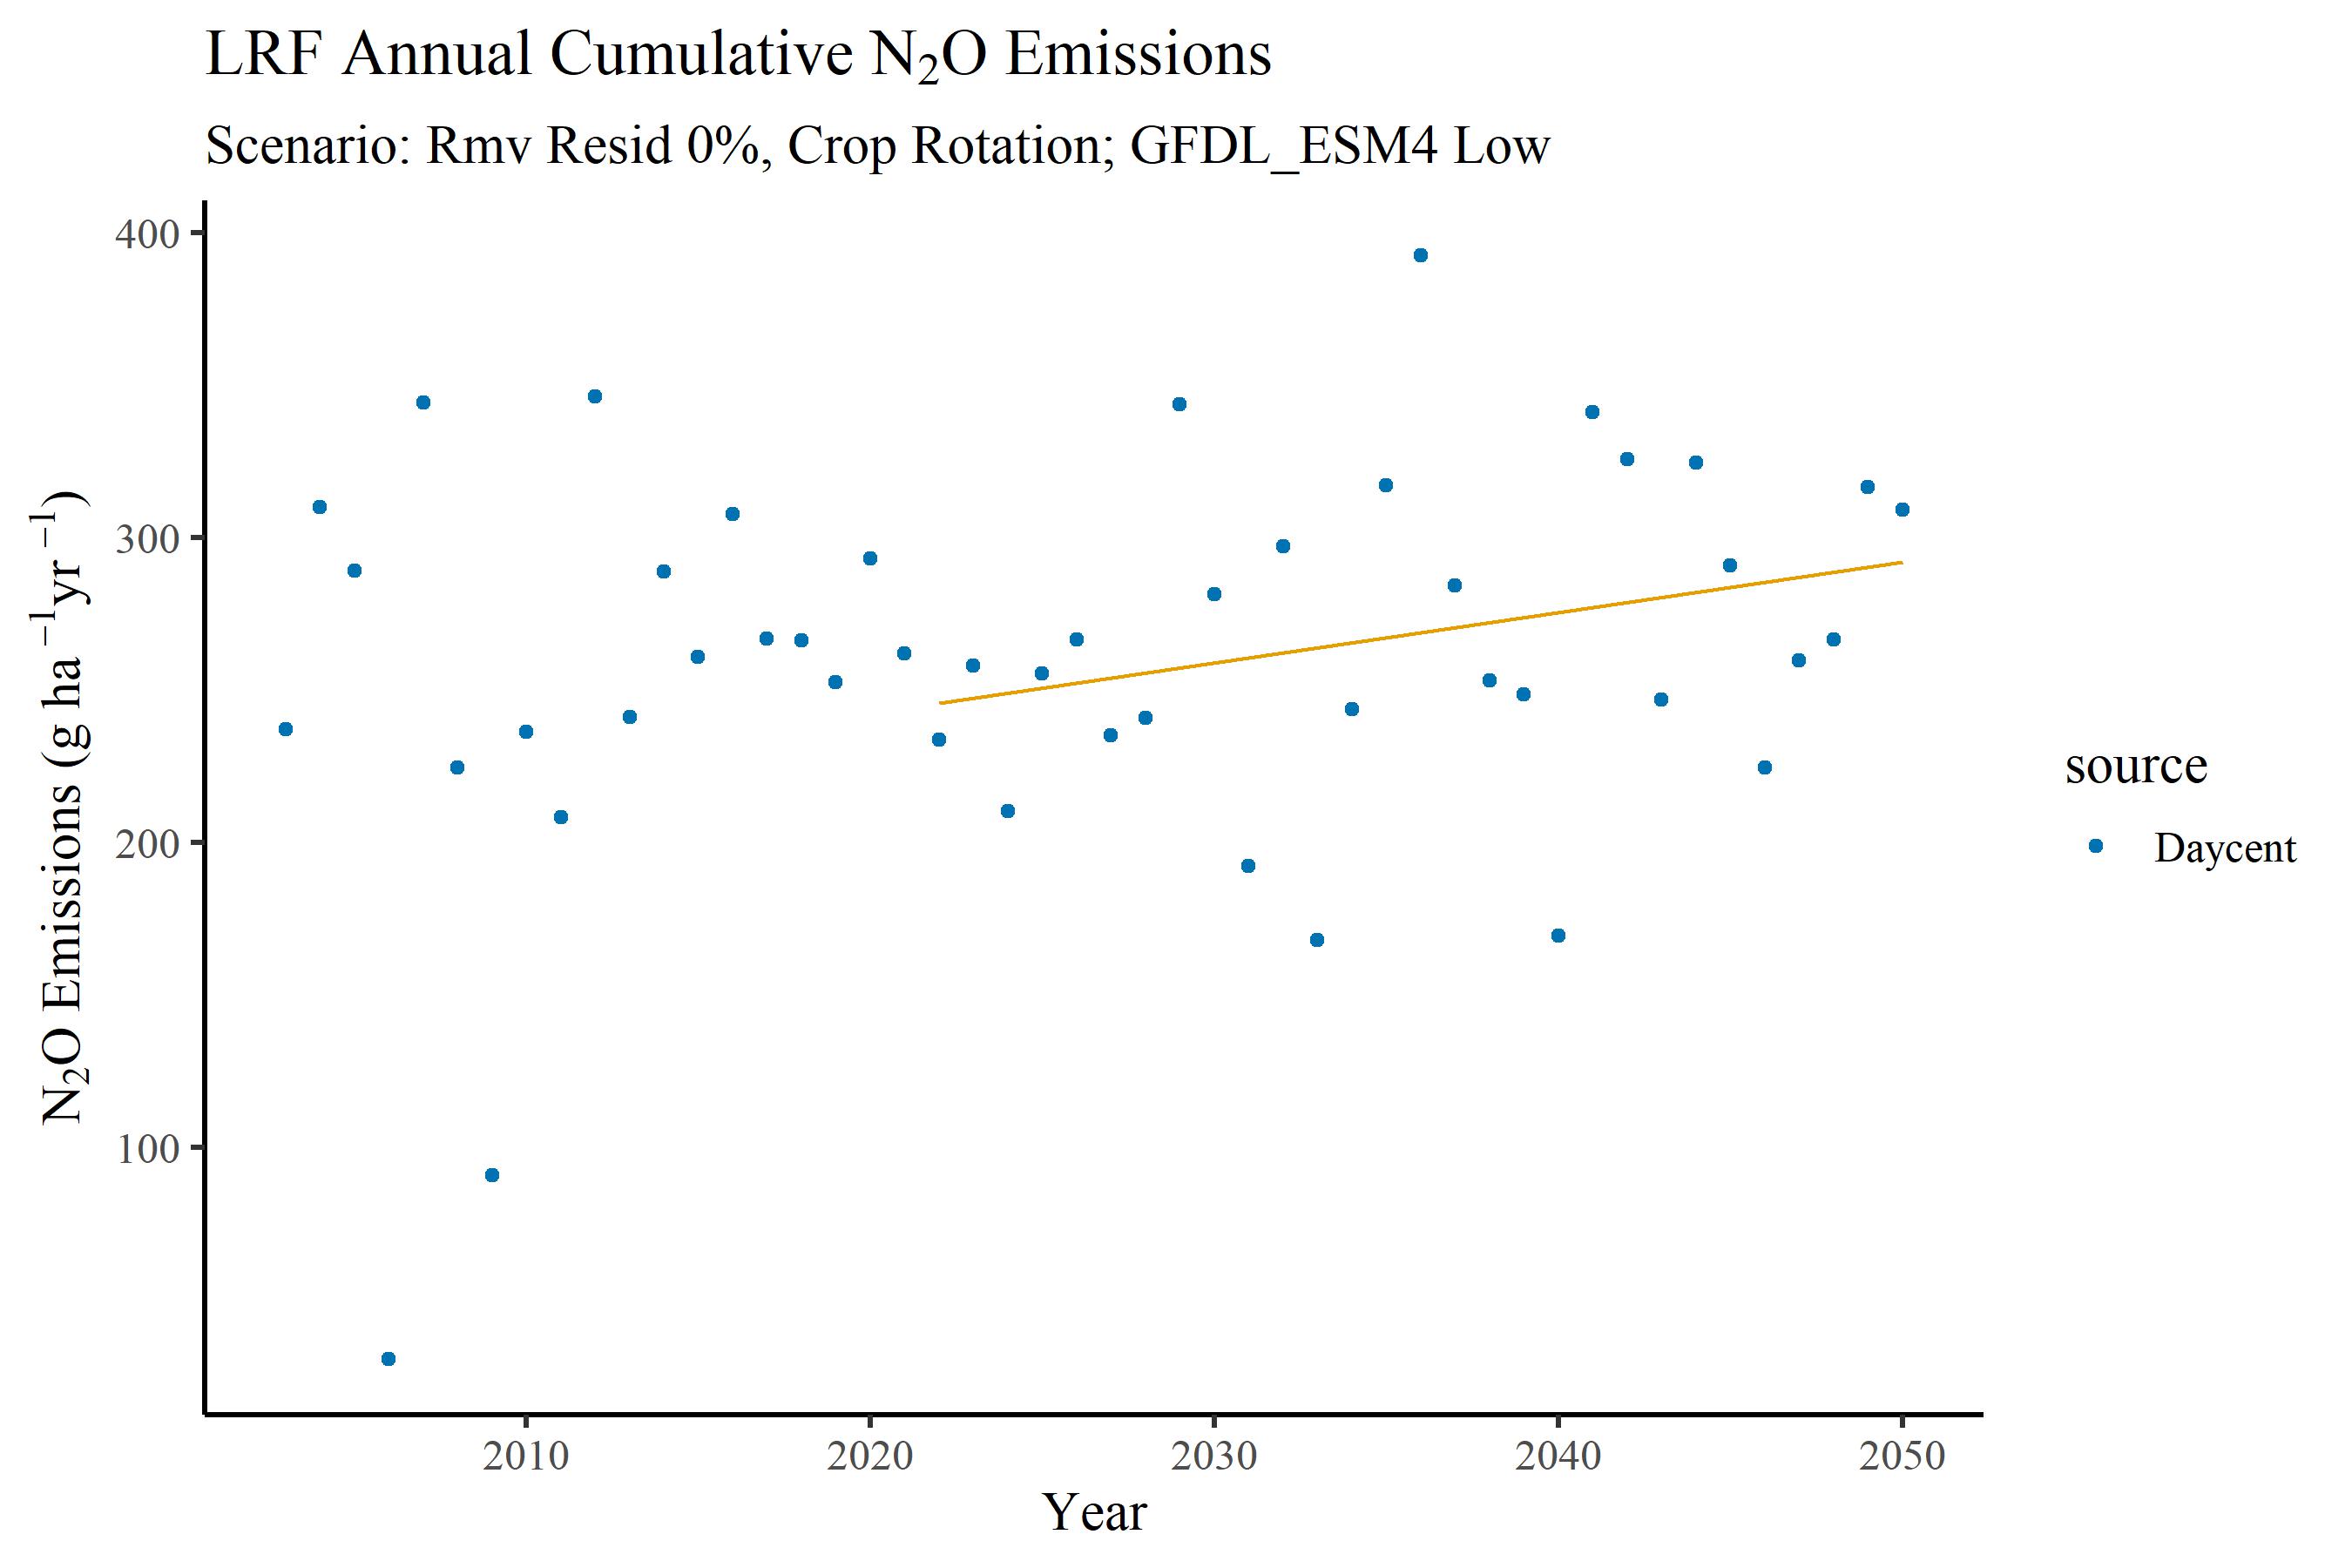 LRF Annual Cumulative N₂O Emissions
Scenario: Rmv Resid 0%, Crop Rotation; GFDL_ESM4 Low
N₂O Emissions (g ha ⁻¹yr ⁻¹)
400
300
200
100
2010
2020
2030
2040
2050
Year
source
Daycent